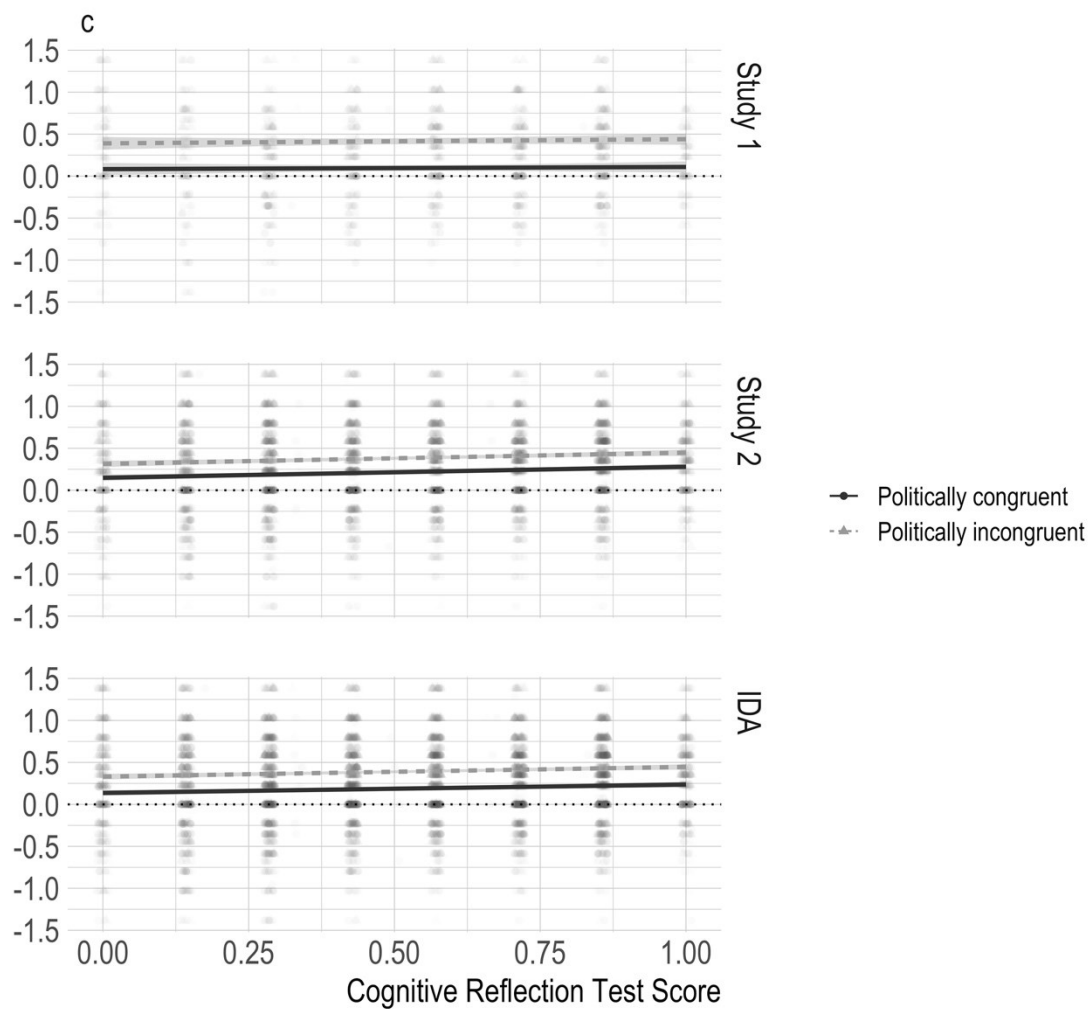 c
1.5
1.0
0.5
0.0
-0.5
-1.0
-1.5
Study 1
1.5
1.0
0.5
0.0
-0.5
-1.0
-1.5
Study 2
Politically congruent
Politically incongruent
1.5
1.0
0.5
0.0
-0.5
-1.0
-1.5
IDA
0.00 0.25 0.50 0.75 1.00
Cognitive Reflection Test Score